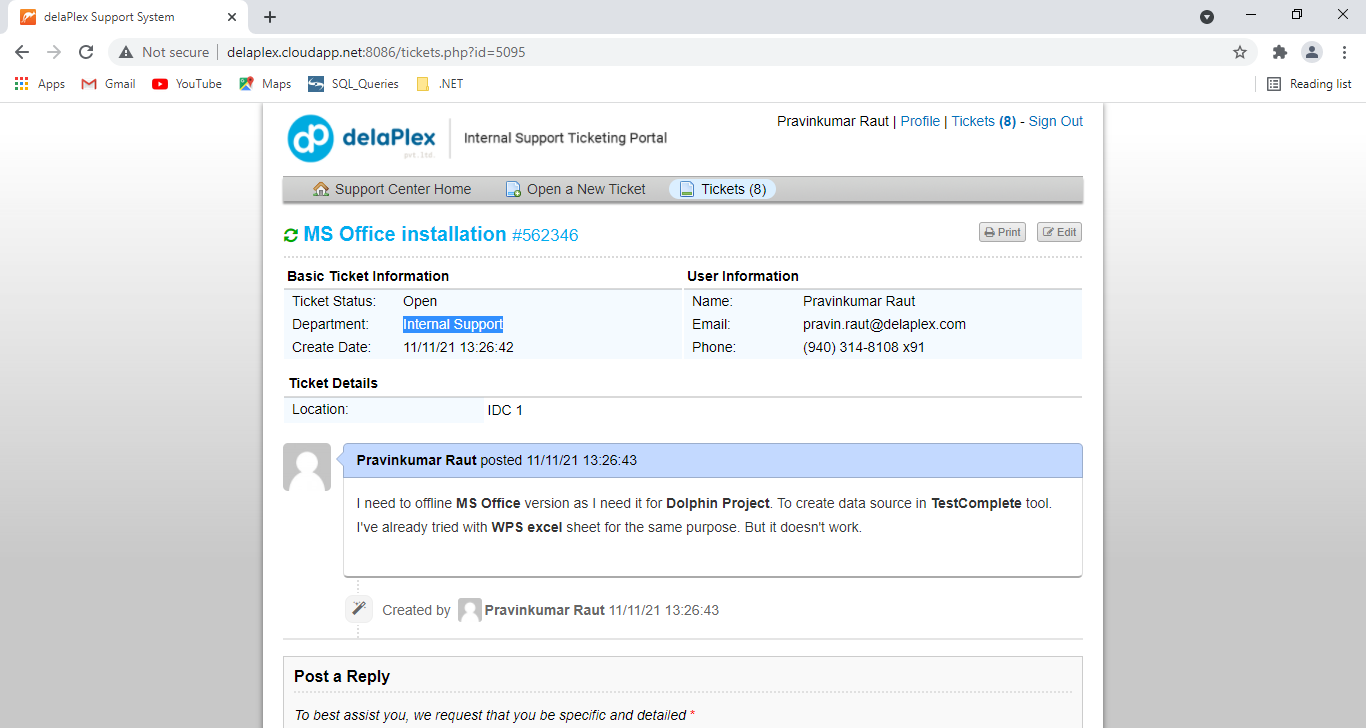 delaPlex Support System
Not secure delaplex.cloudapp.net:8086/tickets.php?id=5095
Apps Gmail YouTube Maps SQL_Queries .NET Reading list
dp delaPlex Internal Support Ticketing Portal
pvt. ltd.
Pravinkumar Raut | Profile | Tickets (8) - Sign Out
Support Center Home Open a New Ticket Tickets (8)
MS Office installation #562346 Print Edit
Basic Ticket Information User Information
Ticket Status: Open Name: Pravinkumar Raut
Department: Internal Support Email: pravin.raut@delaplex.com
Create Date: 11/11/21 13:26:42 Phone: (940) 314-8108 x91
Ticket Details
Location: IDC 1
Pravinkumar Raut posted 11/11/21 13:26:43
I need to offline MS Office version as I need it for Dolphin Project. To create data source in TestComplete tool.
I've already tried with WPS excel sheet for the same purpose. But it doesn't work.
Created by Pravinkumar Raut 11/11/21 13:26:43
Post a Reply
To best assist you, we request that you be specific and detailed *